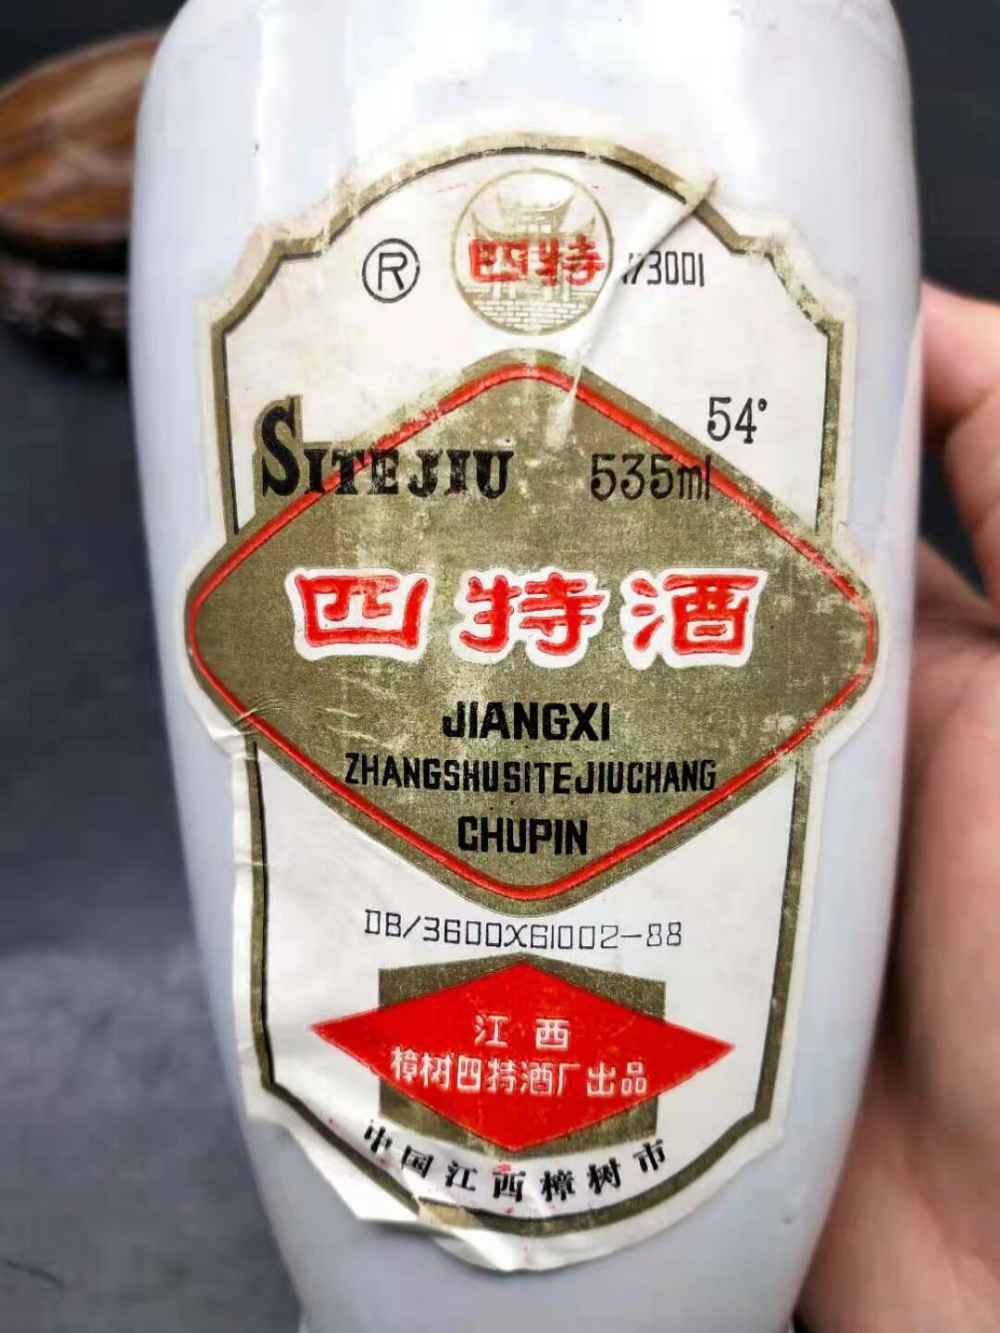 ®
四特
173001
54°
SITEJIU
535ml
四特酒
JIANGXI
ZHANGSHUSITEJIUCHANG
CHUPIN
DB/3600X61002-88
江西
樟树四特酒厂出品
中国江西樟树市